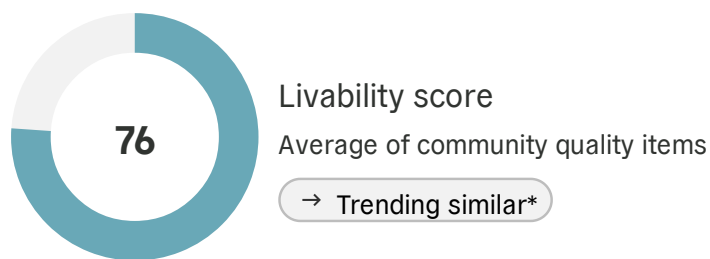 76
Livability score
Average of community quality items
→ Trending similar*